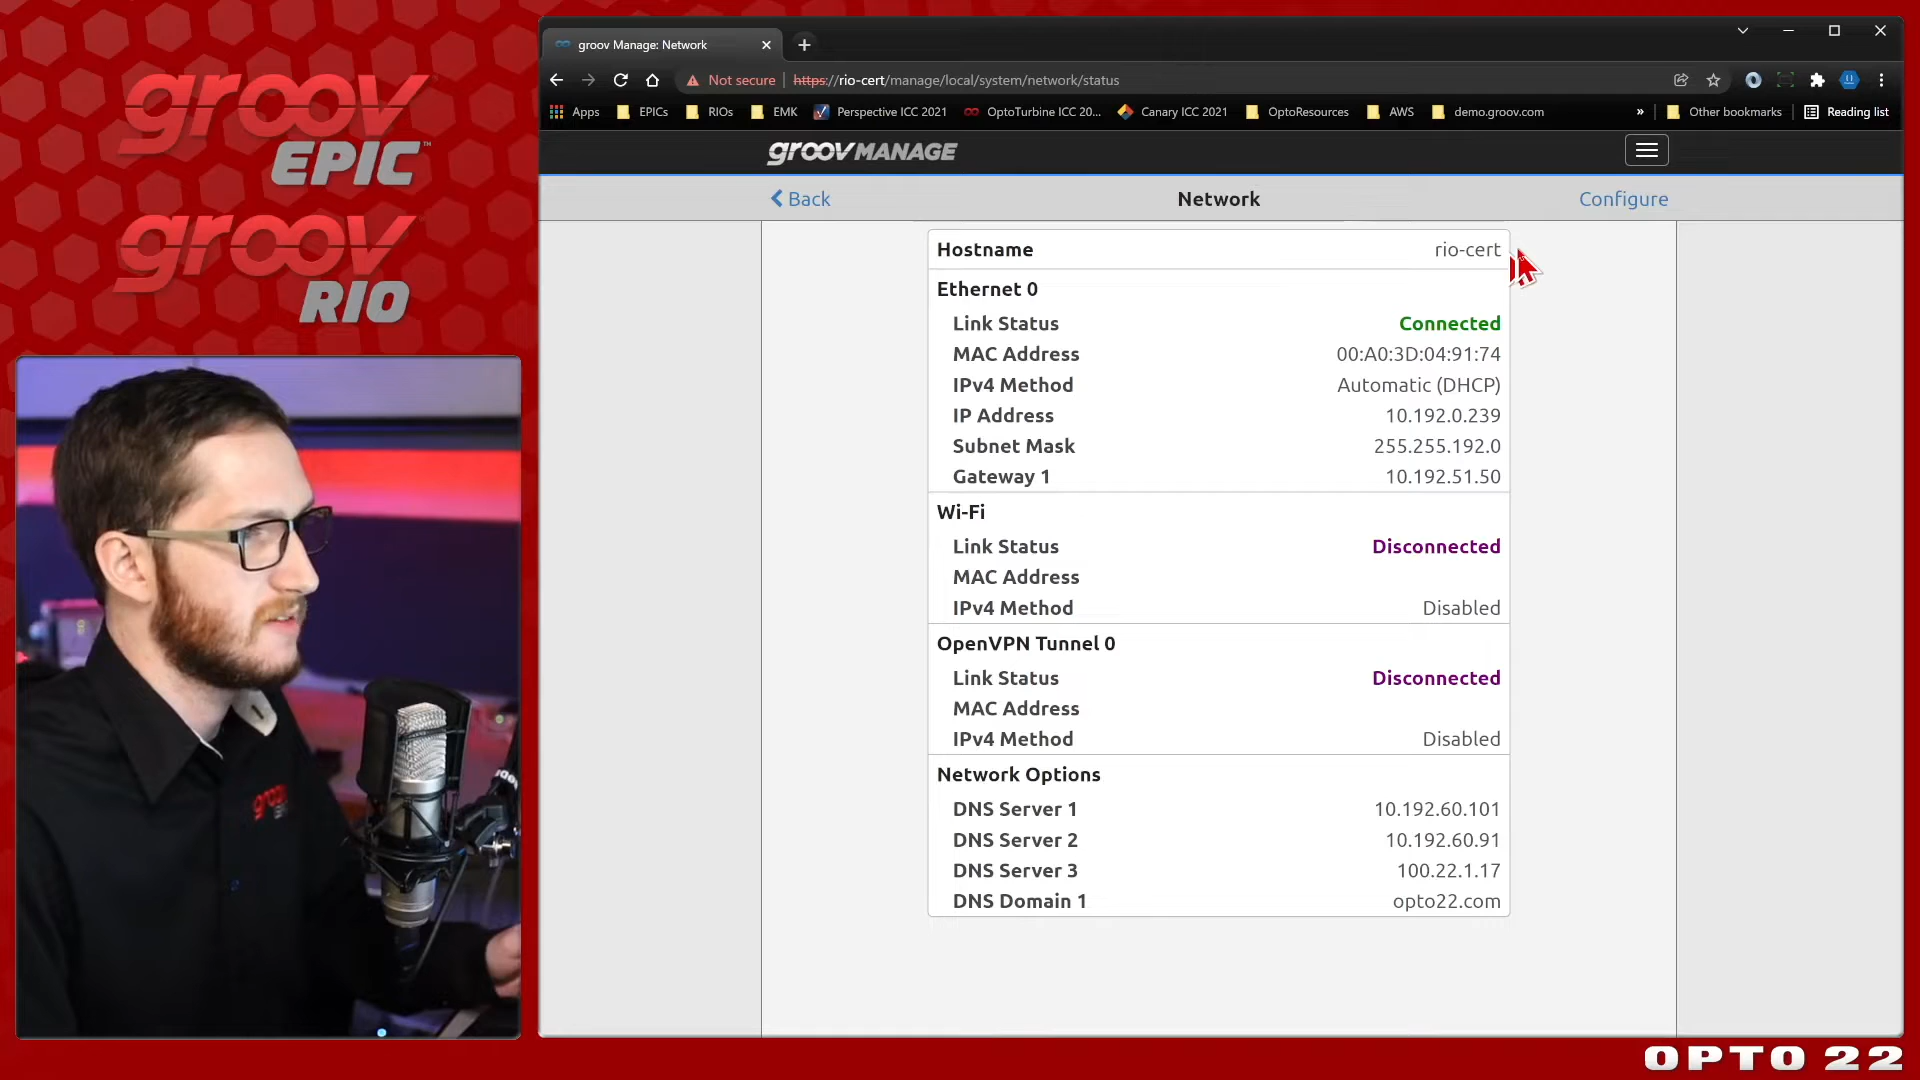 groov
EPIC™
groov
RIO
groov
groov Manage: Network
Not secure
https://rio-cert/manage/local/system/network/status
Apps
EPICs
RIOs
EMK
Perspective ICC 2021
OptoTurbine ICC 20...
Canary ICC 2021
OptoResources
AWS
demo.groov.com
»
Other bookmarks
Reading list
groov MANAGE
Back
Network
Configure
Hostname rio-cert
Ethernet 0
Link Status Connected
MAC Address 00:A0:3D:04:91:74
IPv4 Method Automatic (DHCP)
IP Address 10.192.0.239
Subnet Mask 255.255.192.0
Gateway 1 10.192.51.50
Wi-Fi
Link Status Disconnected
MAC Address
IPv4 Method Disabled
OpenVPN Tunnel 0
Link Status Disconnected
MAC Address
IPv4 Method Disabled
Network Options
DNS Server 1 10.192.60.101
DNS Server 2 10.192.60.91
DNS Server 3 100.22.1.17
DNS Domain 1 opto22.com
OPTO 22